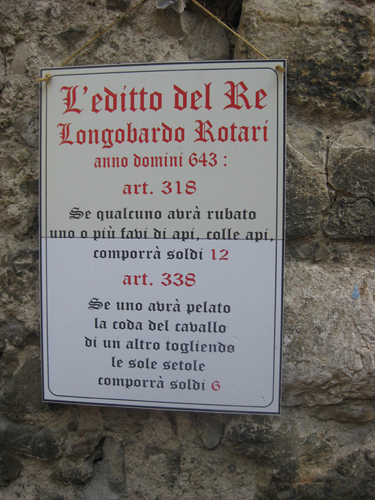 L'editto del Re
Longobardo Rotari
anno domini 643 :
art. 318
Se qualcuno avrà rubato
uno o più favi di api, colle api,
comporrà soldi 12
art. 338
Se uno avrà pelato
la coda del cavallo
di un altro togliendo
le sole setole
comporrà soldi 6